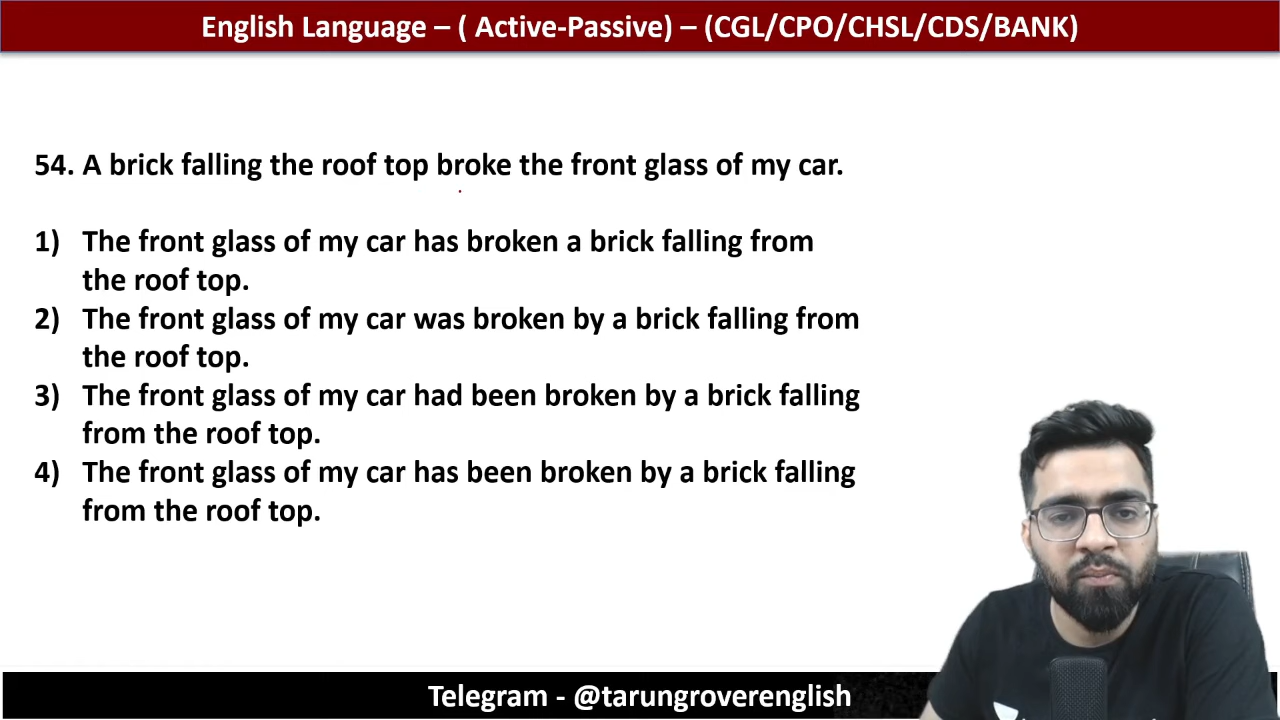 English Language – ( Active-Passive) – (CGL/CPO/CHSL/CDS/BANK)
54. A brick falling the roof top broke the front glass of my car.
1) The front glass of my car has broken a brick falling from
the roof top.
2) The front glass of my car was broken by a brick falling from
the roof top.
3) The front glass of my car had been broken by a brick falling
from the roof top.
4) The front glass of my car has been broken by a brick falling
from the roof top.
Telegram - @tarungroverenglish